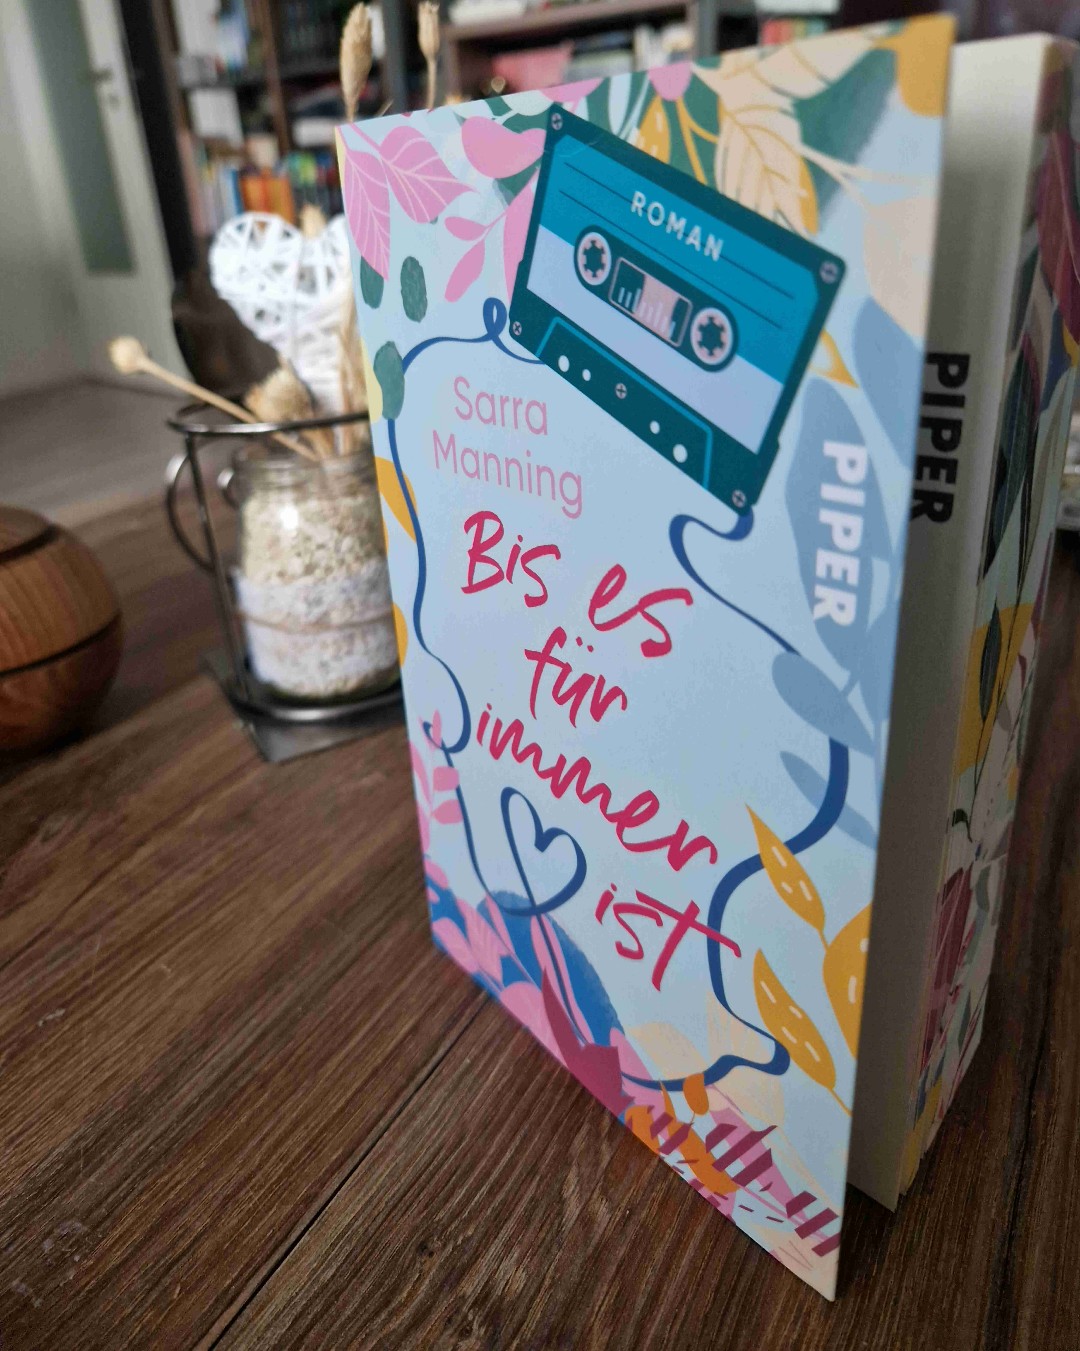 ROMAN
Sarra
Manning
Bis es
für
immer
ist
PIPER
PIPER